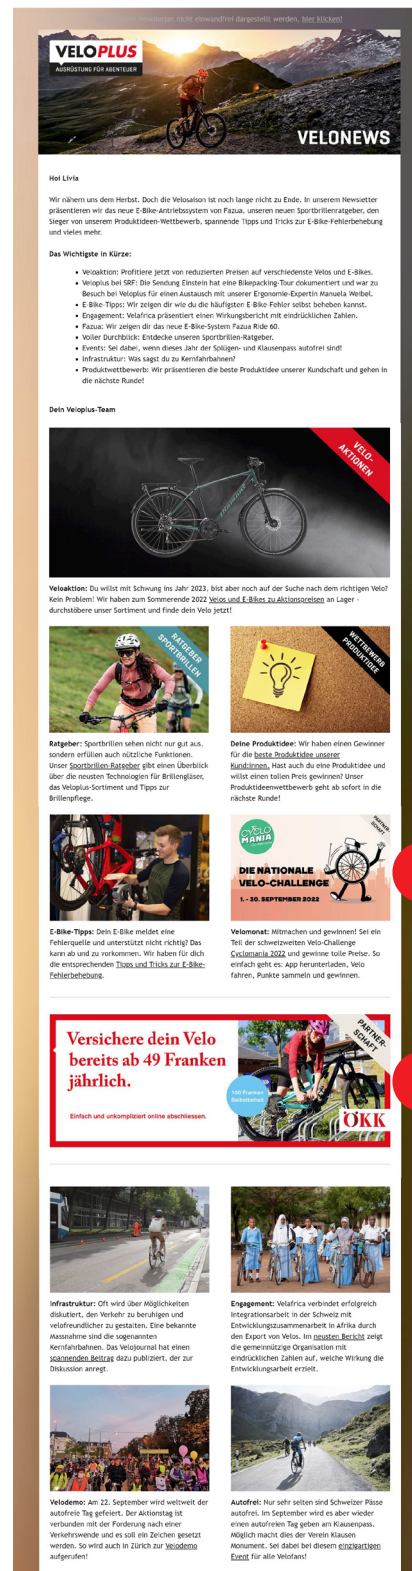 Newsletter nicht einwandfrei dargestellt werden, hier klicken!
VELOPLUS
AUSRÜSTUNG FÜR ABENTEUER
VELONEWS
Hoi Livia
Wir nähern uns dem Herbst. Doch die Velosaison ist noch lange nicht zu Ende. In unserem Newsletter
präsentieren wir das neue E-Bike-Antriebssystem von Fazua, unseren neuen Sportbrillenratgeber, den
Sieger von unserem Produktideen-Wettbewerb, spannende Tipps und Tricks zur E-Bike-Fehlerbehebung
und vieles mehr.
Das Wichtigste in Kürze:
• Veloaktion: Profitiere jetzt von reduzierten Preisen auf verschiedenste Velos und E-Bikes.
• Veloplus bei SRF: Die Sendung Einstein hat eine Bikepacking-Tour dokumentiert und war zu
Besuch bei Veloplus für einen Austausch mit unserer Ergonomie-Expertin Manuela Weibel.
• E-Bike-Tipps: Wir zeigen dir wie du die häufigsten E-Bike-Fehler selbst beheben kannst.
• Engagement: Velafrica präsentiert einen Wirkungsbericht mit eindrücklichen Zahlen.
• Fazua: Wir zeigen dir das neue E-Bike-System Fazua Ride 60.
• Voller Durchblick: Entdecke unseren Sportbrillen-Ratgeber.
• Events: Sei dabei, wenn dieses Jahr der Splügen- und Klausenpass autofrei sind!
• Infrastruktur: Was sagst du zu Kernfahrbahnen?
• Produktwettbewerb: Wir präsentieren die beste Produktidee unserer Kundschaft und gehen in
die nächste Runde!
Dein Veloplus-Team
VELO-
AKTIONEN
Veloaktion: Du willst mit Schwung ins Jahr 2023, bist aber noch auf der Suche nach dem richtigen Velo?
Kein Problem! Wir haben zum Sommerende 2022 Velos und E-Bikes zu Aktionspreisen an Lager -
durchstöbere unser Sortiment und finde dein Velo jetzt!
RATGEBER
SPORTBRILLEN
WETTBEWERB
PRODUKTIDEE
Ratgeber: Sportbrillen sehen nicht nur gut aus,
sondern erfüllen auch nützliche Funktionen.
Unser Sportbrillen-Ratgeber gibt einen Überblick
über die neusten Technologien für Brillengläser,
das Veloplus-Sortiment und Tipps zur
Brillenpflege.
Deine Produktidee: Wir haben einen Gewinner
für die beste Produktidee unserer
Kund:innen. Hast auch du eine Produktidee und
willst einen tollen Preis gewinnen? Unser
Produktideenwettbewerb geht ab sofort in die
nächste Runde!
CYCLO
MANIA
PARTNER-
SCHAFT
DIE NATIONALE
VELO-CHALLENGE
1. - 30. SEPTEMBER 2022
E-Bike-Tipps: Dein E-Bike meldet eine
Fehlerquelle und unterstützt nicht richtig? Das
kann ab und zu vorkommen. Wir haben für dich
die entsprechenden Tipps und Tricks zur E-Bike-
Fehlerbehebung.
Velomonat: Mitmachen und gewinnen! Sei ein
Teil der schweizweiten Velo-Challenge
Cyclomania 2022 und gewinne tolle Preise. So
einfach geht es: App herunterladen, Velo
fahren, Punkte sammeln und gewinnen.
Versichere dein Velo
bereits ab 49 Franken
jährlich.
Einfach und unkompliziert online abschliessen.
100 Franken
Selbstbehalt
PARTNER-
SCHAFT
ÖKK
Infrastruktur: Oft wird über Möglichkeiten
diskutiert, den Verkehr zu beruhigen und
velofreundlicher zu gestalten. Eine bekannte
Massnahme sind die sogenannten
Kernfahrbahnen. Das Velojournal hat einen
spannenden Beitrag dazu publiziert, der zur
Diskussion anregt.
Engagement: Velafrica verbindet erfolgreich
Integrationsarbeit in der Schweiz mit
Entwicklungszusammenarbeit in Afrika durch
den Export von Velos. Im neusten Bericht zeigt
die gemeinnützige Organisation mit
eindrücklichen Zahlen auf, welche Wirkung die
Entwicklungsarbeit erzielt.
Velodemo: Am 22. September wird weltweit der
autofreie Tag gefeiert. Der Aktionstag ist
verbunden mit der Forderung nach einer
Verkehrswende und es soll ein Zeichen gesetzt
werden. So wird auch in Zürich zur Velodemo
aufgerufen!
Autofrei: Nur sehr selten sind Schweizer Pässe
autofrei. Im September wird es aber wieder
einen autofreien Tag geben am Klausenpass.
Möglich macht dies der Verein Klausen
Monument. Sei dabei bei diesem einzigartigen
Event für alle Velofans!